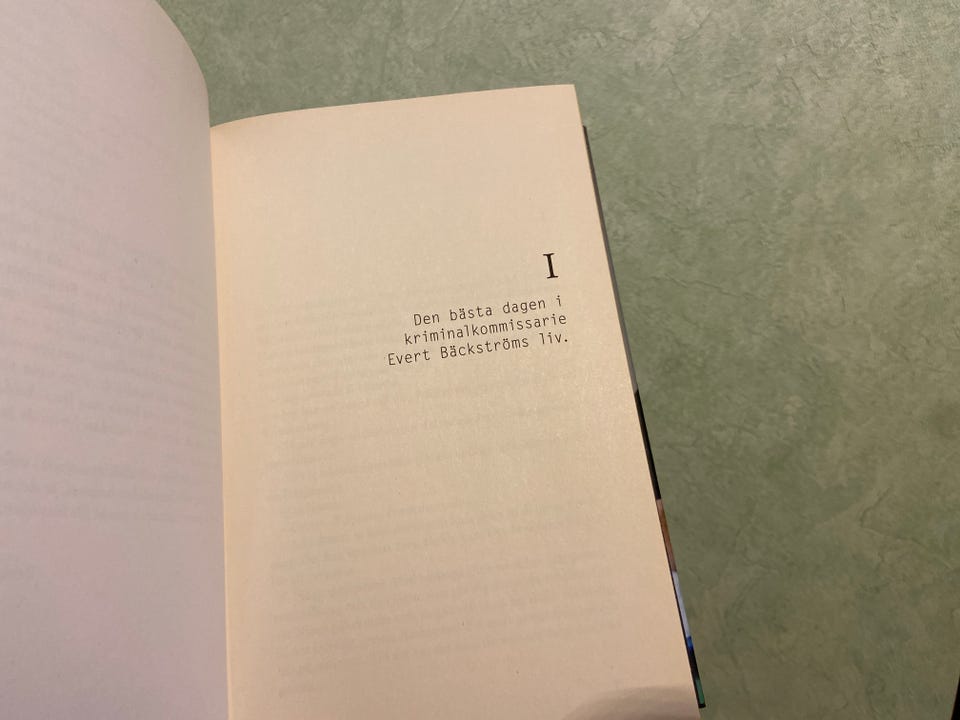 I
Den bästa dagen i
kriminalkommissarie
Evert Bäckströms liv.